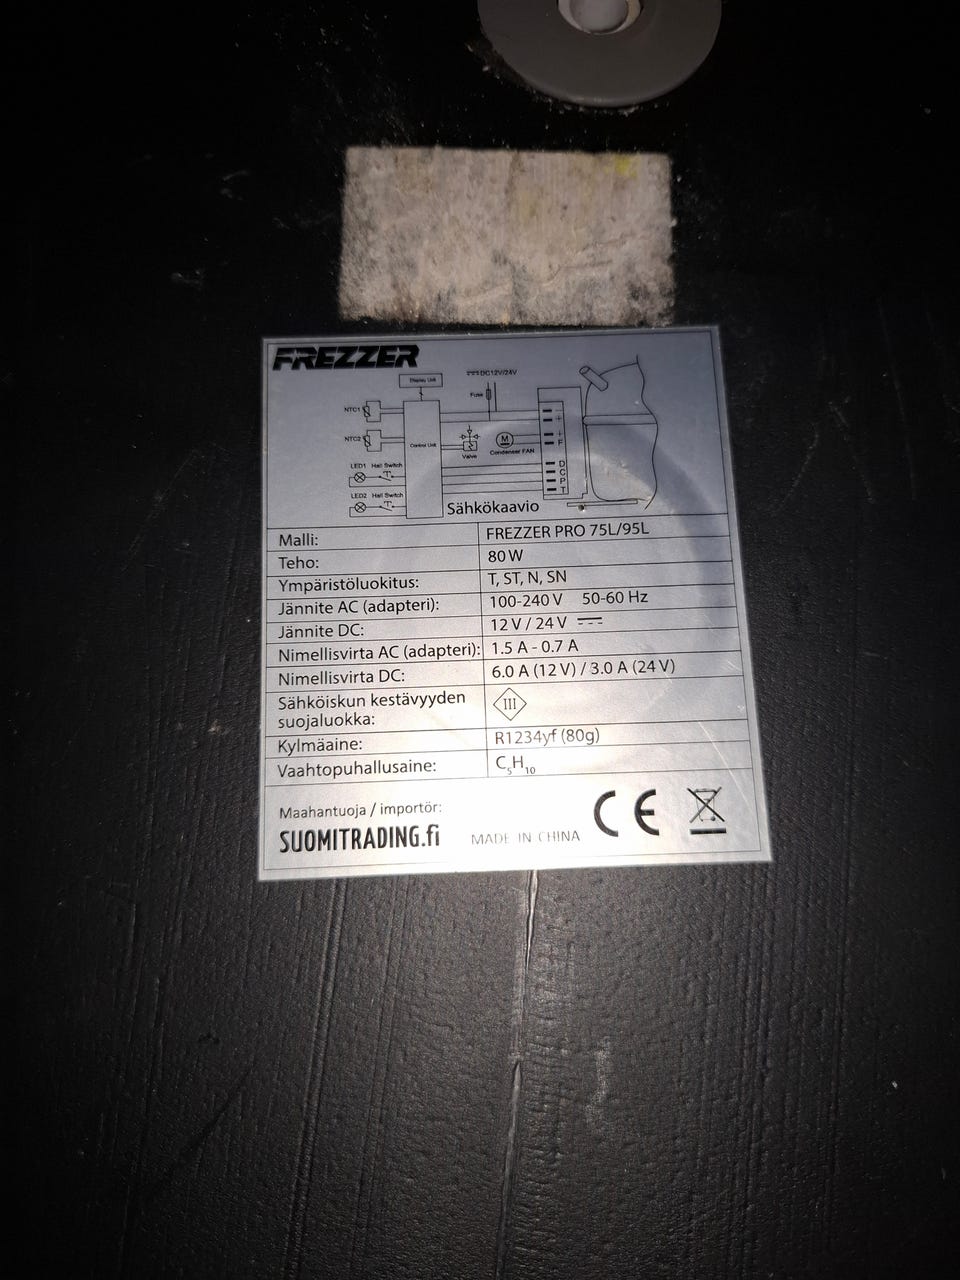 FREZZER
Display Unit
DC12V/24V
Fuse
NTC1
NTC2
Control Unit
Valve
M
Condenser FAN
LED1 Hall Switch
LED2 Hall Switch
+
-
+
F
D
C
P
T
Sähkökaavio
Malli: FREZZER PRO 75L/95L
Teho: 80 W
Ympäristöluokitus: T, ST, N, SN
Jännite AC (adapteri): 100-240 V 50-60 Hz
Jännite DC: 12 V / 24 V
Nimellisvirta AC (adapteri): 1.5 A - 0.7 A
Nimellisvirta DC: 6.0 A (12 V) / 3.0 A (24 V)
Sähköiskun kestävyyden
suojaluokka: III
Kylmäaine: R1234yf (80g)
Vaahtopuhallusaine: C₅H₁₀
Maahantuoja / importör:
SUOMITRADING.fi
MADE IN CHINA
CE